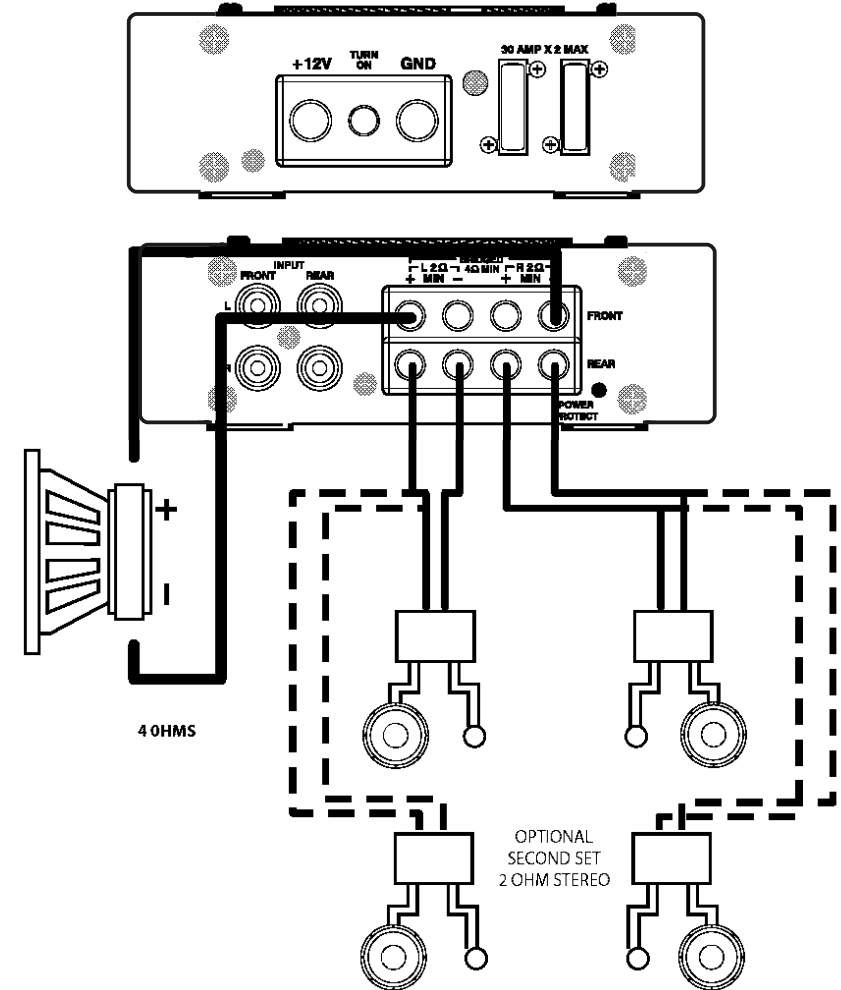 30 AMP X 2 MAX
+12V TURN ON GND
INPUT
FRONT REAR
L
L 2Ω MIN
4Ω MIN
R 2Ω MIN
+ − + −
FRONT
REAR
POWER
PROTECT
+
−
4 OHMS
OPTIONAL
SECOND SET
2 OHM STEREO